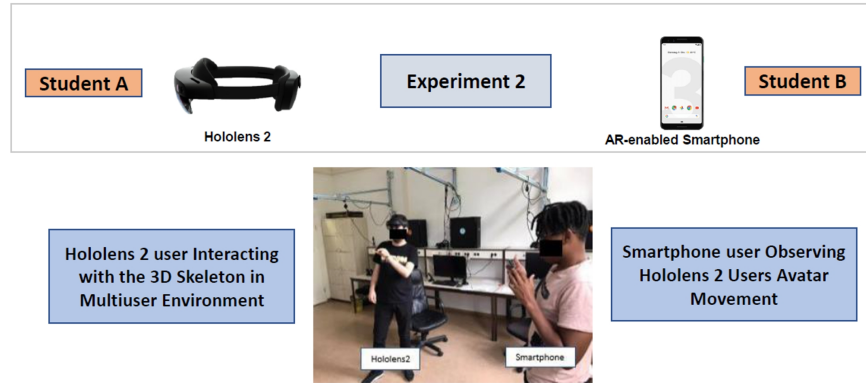 Student A
Hololens 2
Experiment 2
AR-enabled Smartphone
Student B
Hololens 2 user Interacting
with the 3D Skeleton in
Multiuser Environment
Hololens2
Smartphone
Smartphone user Observing
Hololens 2 Users Avatar
Movement